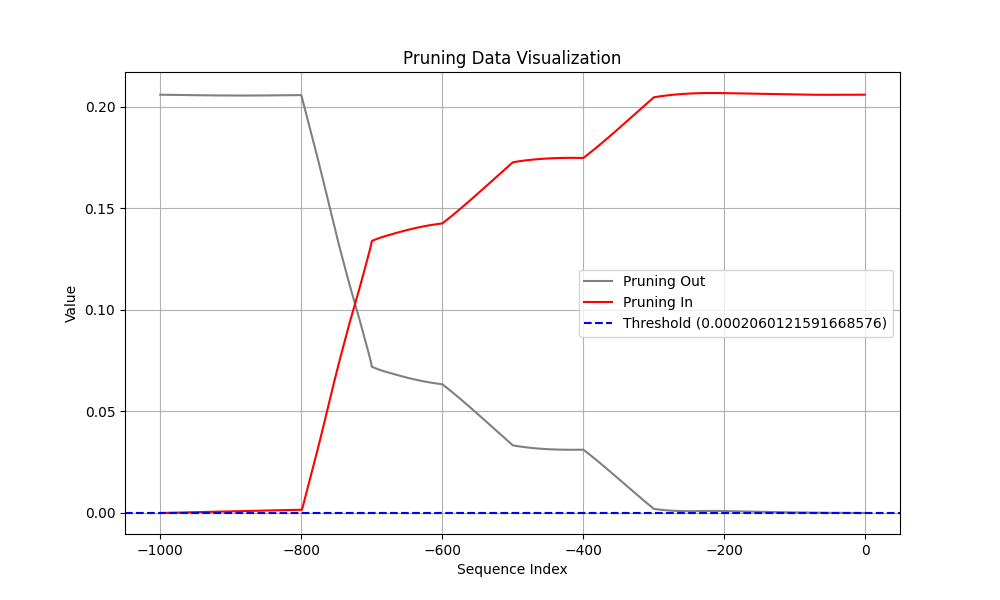 Pruning Data Visualization
Value
0.20
0.15
0.10
0.05
0.00
Pruning Out
Pruning In
Threshold (0.0002060121591668576)
−1000
−800
−600
−400
−200
0
Sequence Index